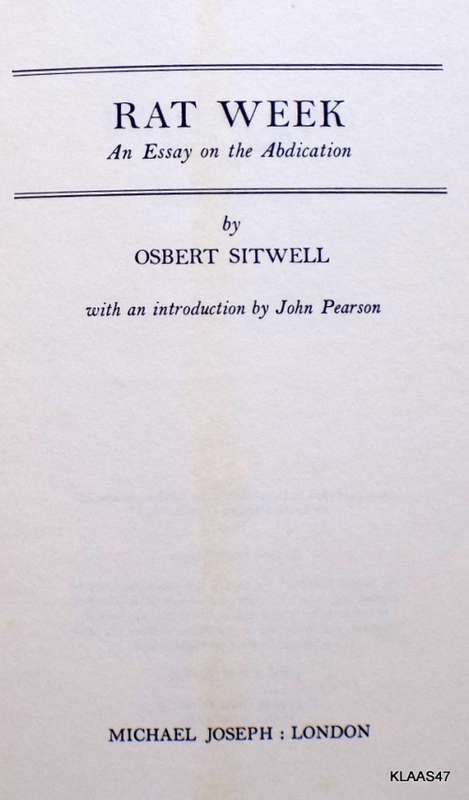 RAT WEEK
An Essay on the Abdication
by
OSBERT SITWELL
with an introduction by John Pearson
MICHAEL JOSEPH : LONDON
KLAAS47